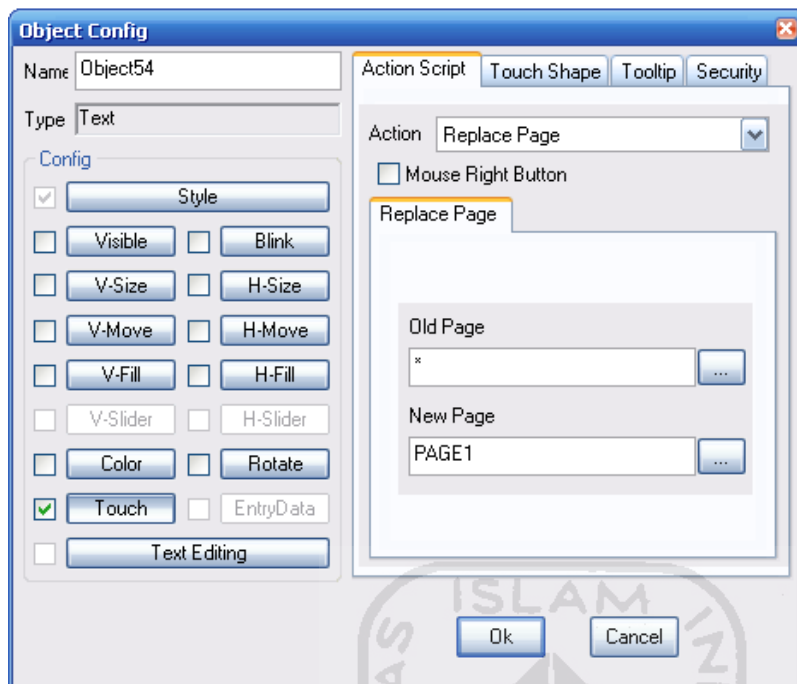 Object Config
Name Object54
Type Text
Config
Style
Visible Blink
V-Size H-Size
V-Move H-Move
V-Fill H-Fill
V-Slider H-Slider
Color Rotate
Touch EntryData
Text Editing
Action Script Touch Shape Tooltip Security
Action Replace Page
Mouse Right Button
Replace Page
Old Page
* ...
New Page
PAGE1 ...
Ok Cancel
ISLAM